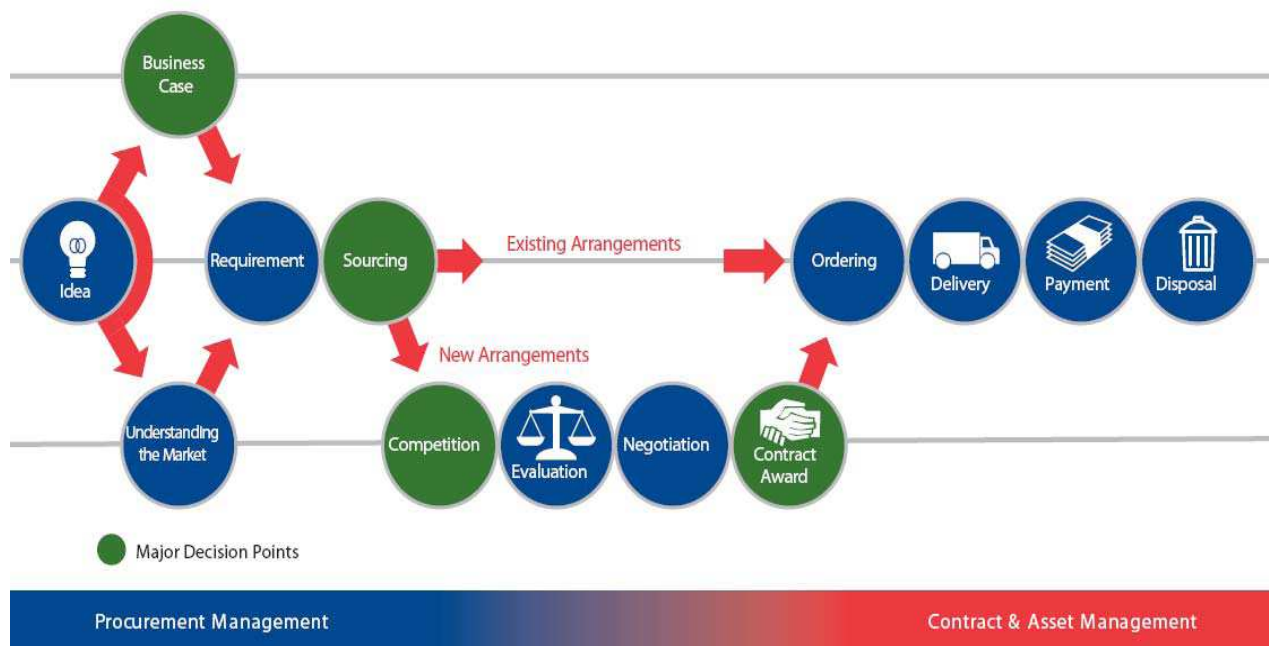 Business
Case
Idea
Requirement
Sourcing
Existing Arrangements
Ordering
Delivery
Payment
Disposal
New Arrangements
Understanding
the Market
Competition
Evaluation
Negotiation
Contract
Award
Major Decision Points
Procurement Management
Contract & Asset Management